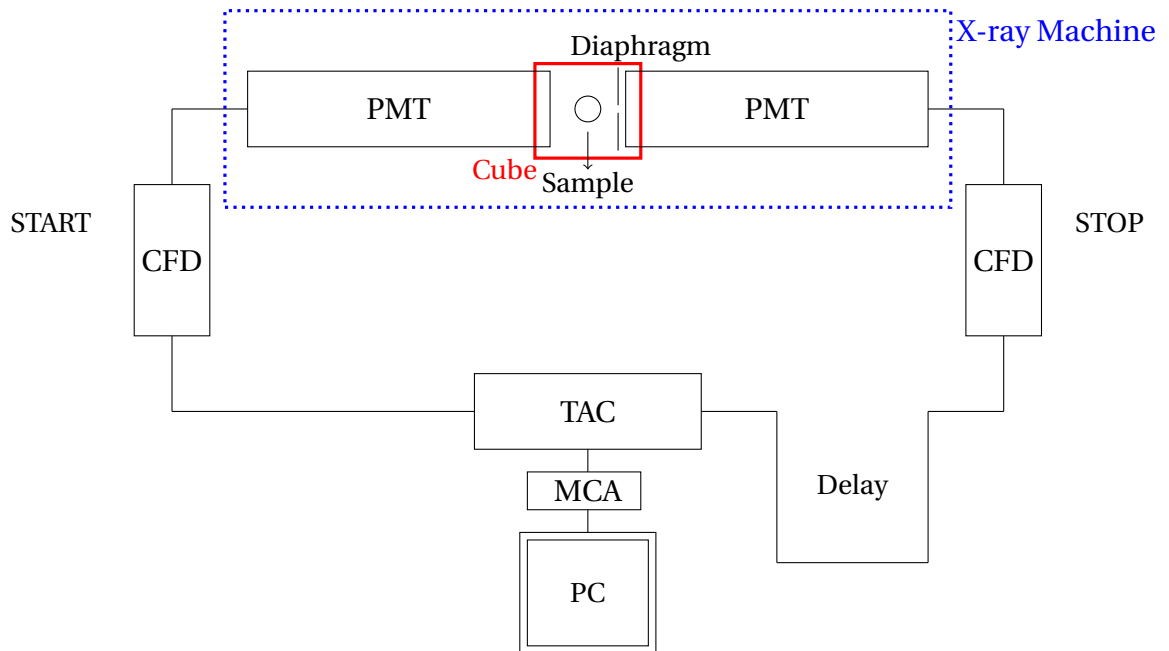 X-ray Machine
Diaphragm
PMT
PMT
Cube
Sample
START
STOP
CFD
CFD
TAC
MCA
Delay
PC